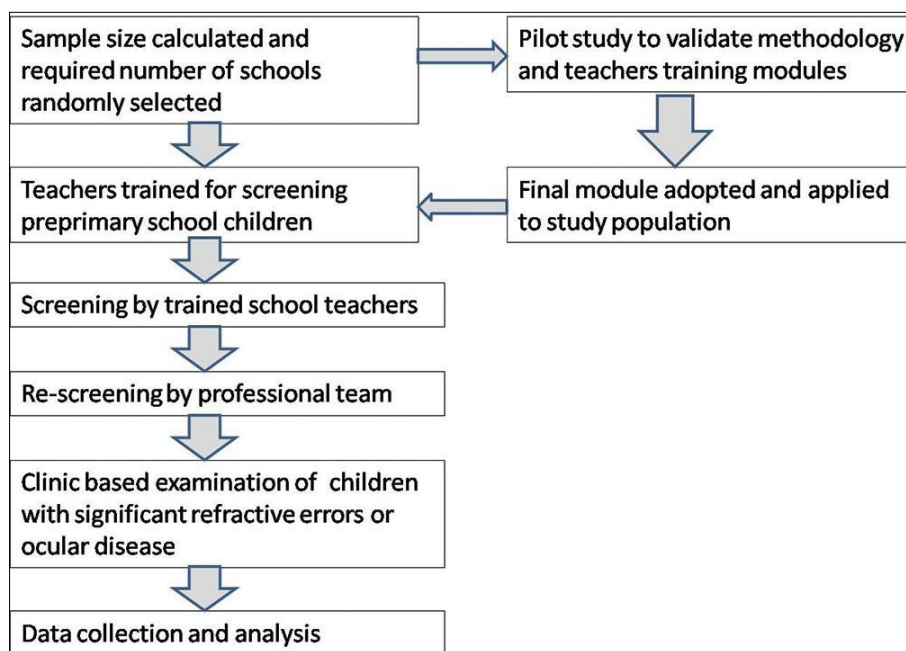 Sample size calculated and
required number of schools
randomly selected
Pilot study to validate methodology
and teachers training modules
Teachers trained for screening
preprimary school children
Final module adopted and applied
to study population
Screening by trained school teachers
Re-screening by professional team
Clinic based examination of children
with significant refractive errors or
ocular disease
Data collection and analysis